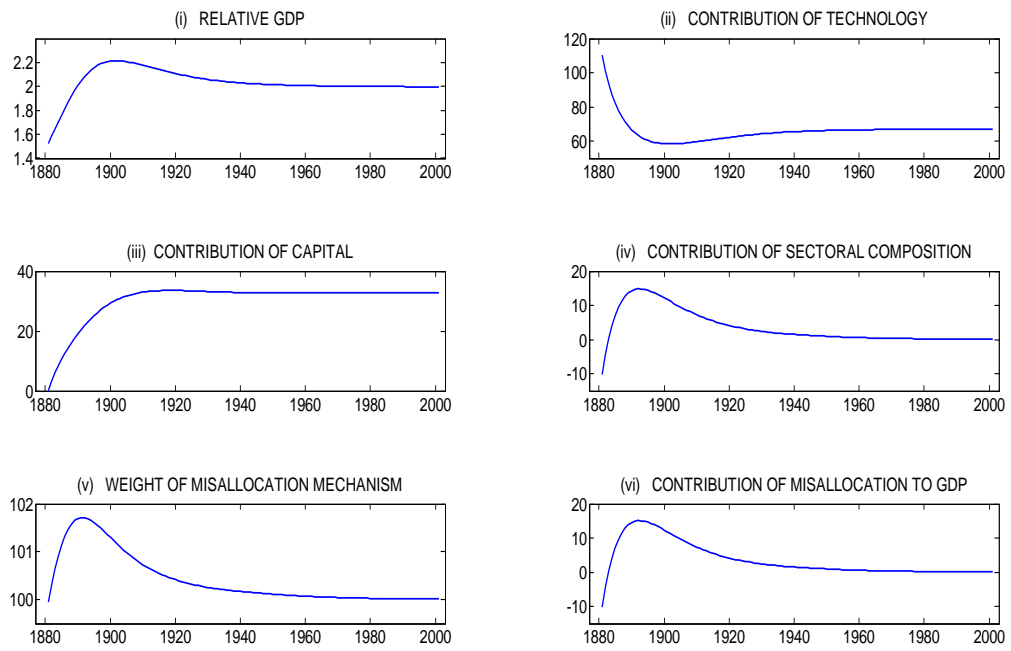 (i) RELATIVE GDP
2.2
2
1.8
1.6
1.4
1880 1900 1920 1940 1960 1980 2000
(ii) CONTRIBUTION OF TECHNOLOGY
120
100
80
60
1880 1900 1920 1940 1960 1980 2000
(iii) CONTRIBUTION OF CAPITAL
40
20
0
1880 1900 1920 1940 1960 1980 2000
(iv) CONTRIBUTION OF SECTORAL COMPOSITION
20
10
0
-10
1880 1900 1920 1940 1960 1980 2000
(v) WEIGHT OF MISALLOCATION MECHANISM
102
101
100
1880 1900 1920 1940 1960 1980 2000
(vi) CONTRIBUTION OF MISALLOCATION TO GDP
20
10
0
-10
1880 1900 1920 1940 1960 1980 2000